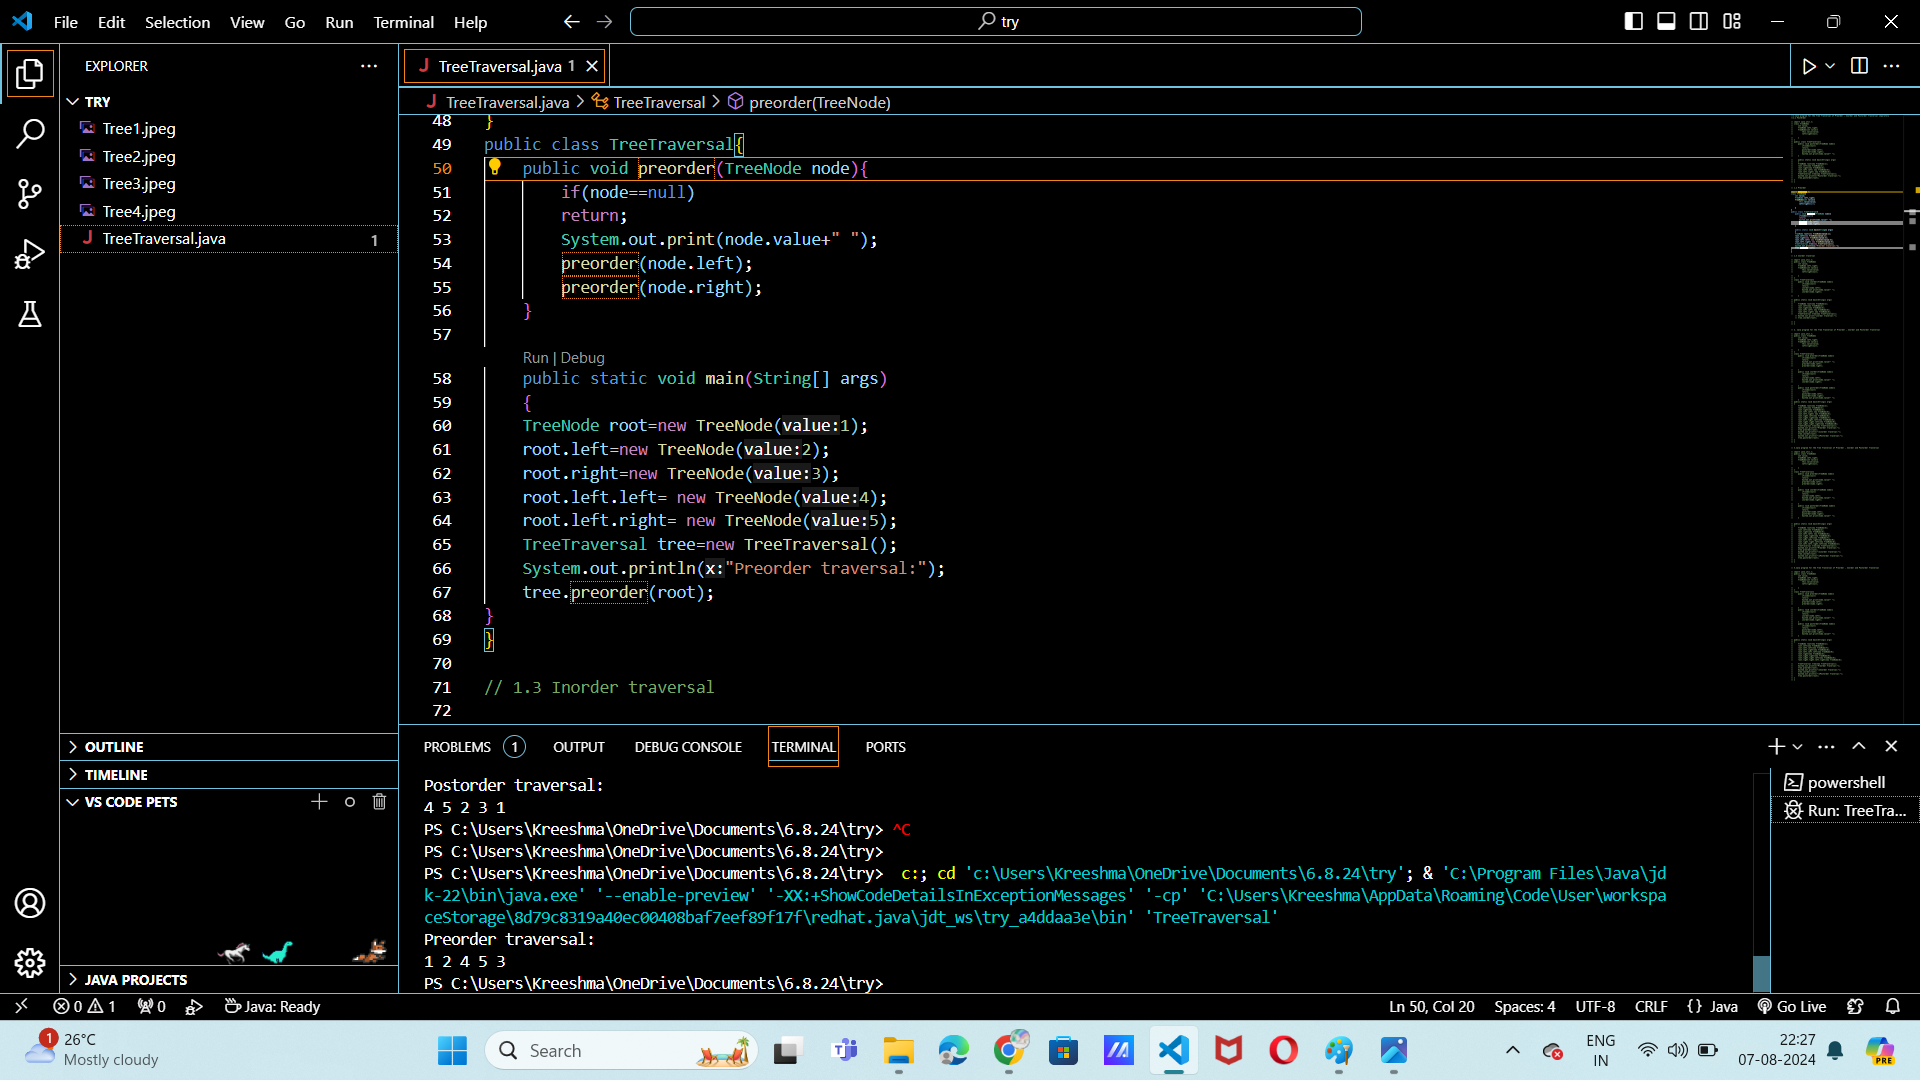 File Edit Selection View Go Run Terminal Help
try
EXPLORER
TRY
Tree1.jpeg
Tree2.jpeg
Tree3.jpeg
Tree4.jpeg
TreeTraversal.java 1
OUTLINE
TIMELINE
VS CODE PETS
JAVA PROJECTS
TreeTraversal.java 1
TreeTraversal.java > TreeTraversal > preorder(TreeNode)
48 }
49 public class TreeTraversal{
50 public void preorder(TreeNode node){
51 if(node==null)
52 return;
53 System.out.print(node.value+" ");
54 preorder(node.left);
55 preorder(node.right);
56 }
57
Run | Debug
58 public static void main(String[] args)
59 {
60 TreeNode root=new TreeNode(value:1);
61 root.left=new TreeNode(value:2);
62 root.right=new TreeNode(value:3);
63 root.left.left= new TreeNode(value:4);
64 root.left.right= new TreeNode(value:5);
65 TreeTraversal tree=new TreeTraversal();
66 System.out.println(x:"Preorder traversal:");
67 tree.preorder(root);
68 }
69 }
70
71 // 1.3 Inorder traversal
72
PROBLEMS 1 OUTPUT DEBUG CONSOLE TERMINAL PORTS
Postorder traversal:
4 5 2 3 1
PS C:\Users\Kreeshma\OneDrive\Documents\6.8.24\try> ^C
PS C:\Users\Kreeshma\OneDrive\Documents\6.8.24\try>
PS C:\Users\Kreeshma\OneDrive\Documents\6.8.24\try>  c:; cd 'c:\Users\Kreeshma\OneDrive\Documents\6.8.24\try'; & 'C:\Program Files\Java\jd
k-22\bin\java.exe' '--enable-preview' '-XX:+ShowCodeDetailsInExceptionMessages' '-cp' 'C:\Users\Kreeshma\AppData\Roaming\Code\User\workspa
ceStorage\8d79c8319a40ec00408baf7eef89f17f\redhat.java\jdt_ws\try_a4ddaa3e\bin' 'TreeTraversal'
Preorder traversal:
1 2 4 5 3
PS C:\Users\Kreeshma\OneDrive\Documents\6.8.24\try>
powershell
Run: TreeTra...
0 1 0 Java: Ready
Ln 50, Col 20 Spaces: 4 UTF-8 CRLF {} Java Go Live
1
26°C
Mostly cloudy
Search
ENG
IN
22:27
07-08-2024
PRE